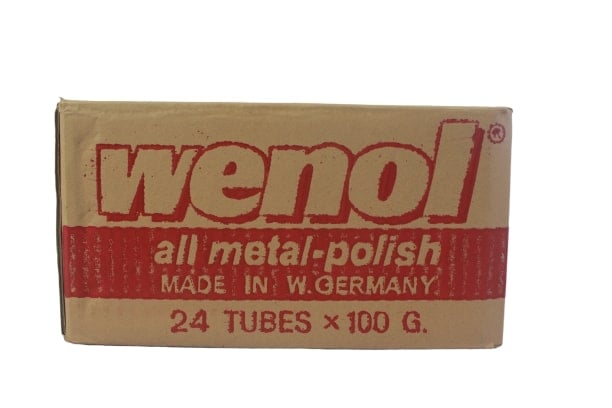 wenol®
all metal-polish
MADE IN W.GERMANY
24 TUBES × 100 G.